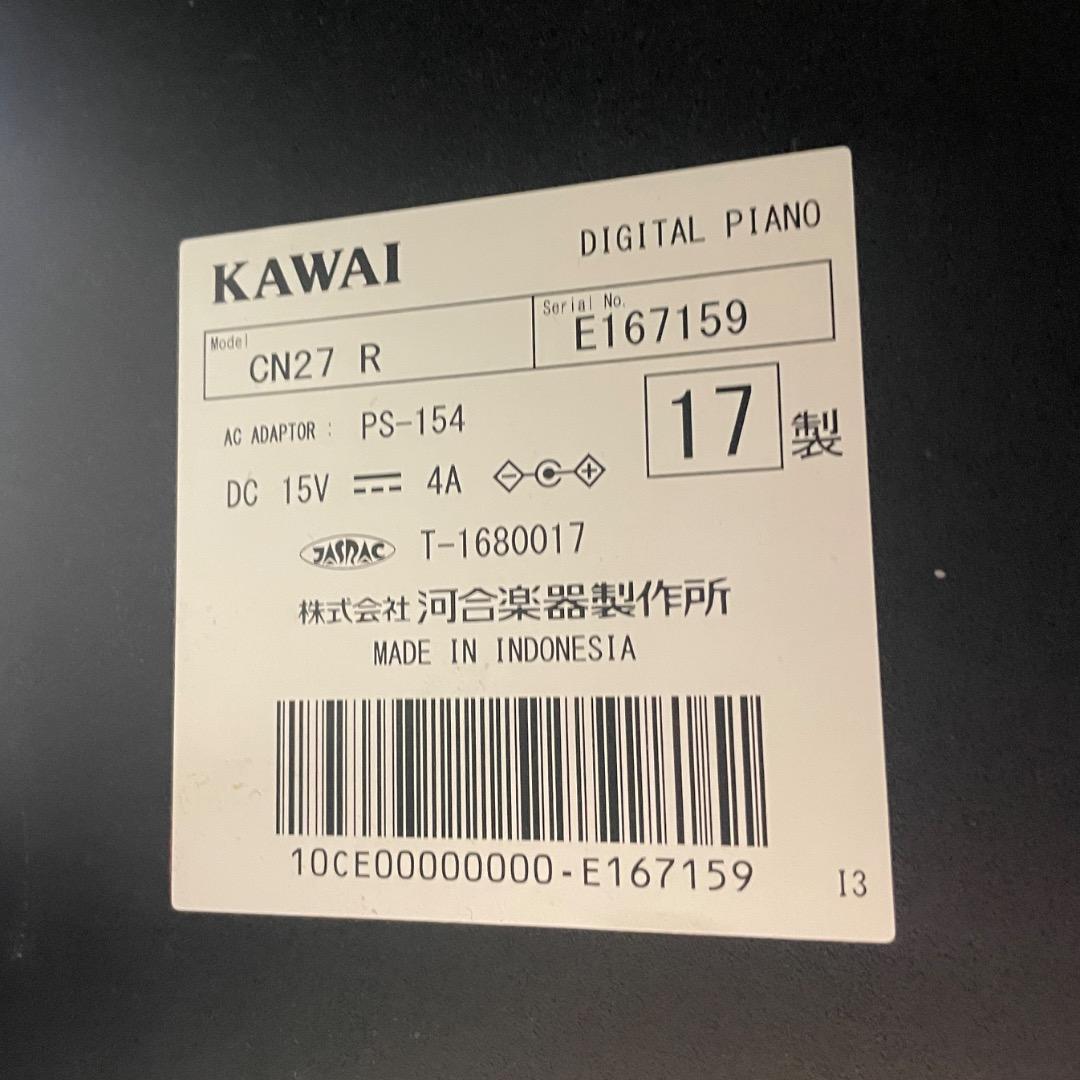 KAWAI DIGITAL PIANO
Model CN27 R Serial No. E167159
AC ADAPTOR : PS-154
17 製
DC 15V 4A
JASRAC T-1680017
株式会社 河合楽器製作所
MADE IN INDONESIA
10CE00000000-E167159
I3